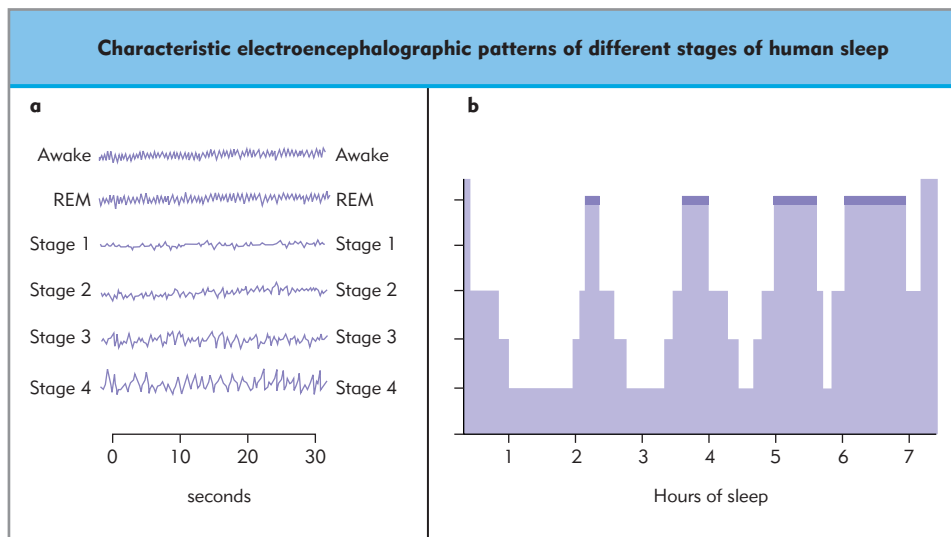 Characteristic electroencephalographic patterns of different stages of human sleep
a
Awake Awake
REM REM
Stage 1 Stage 1
Stage 2 Stage 2
Stage 3 Stage 3
Stage 4 Stage 4
0 10 20 30
seconds
b
1 2 3 4 5 6 7
Hours of sleep